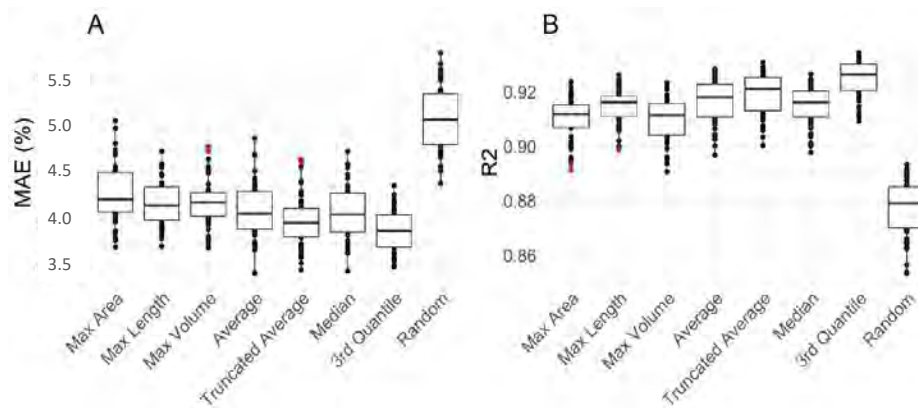 A
B
MAE (%)
5.5
5.0
4.5
4.0
3.5
Max Area
Max Length
Max Volume
Average
Truncated Average
Median
3rd Quantile
Random
R2
0.92
0.90
0.88
0.86
Max Area
Max Length
Max Volume
Average
Truncated Average
Median
3rd Quantile
Random